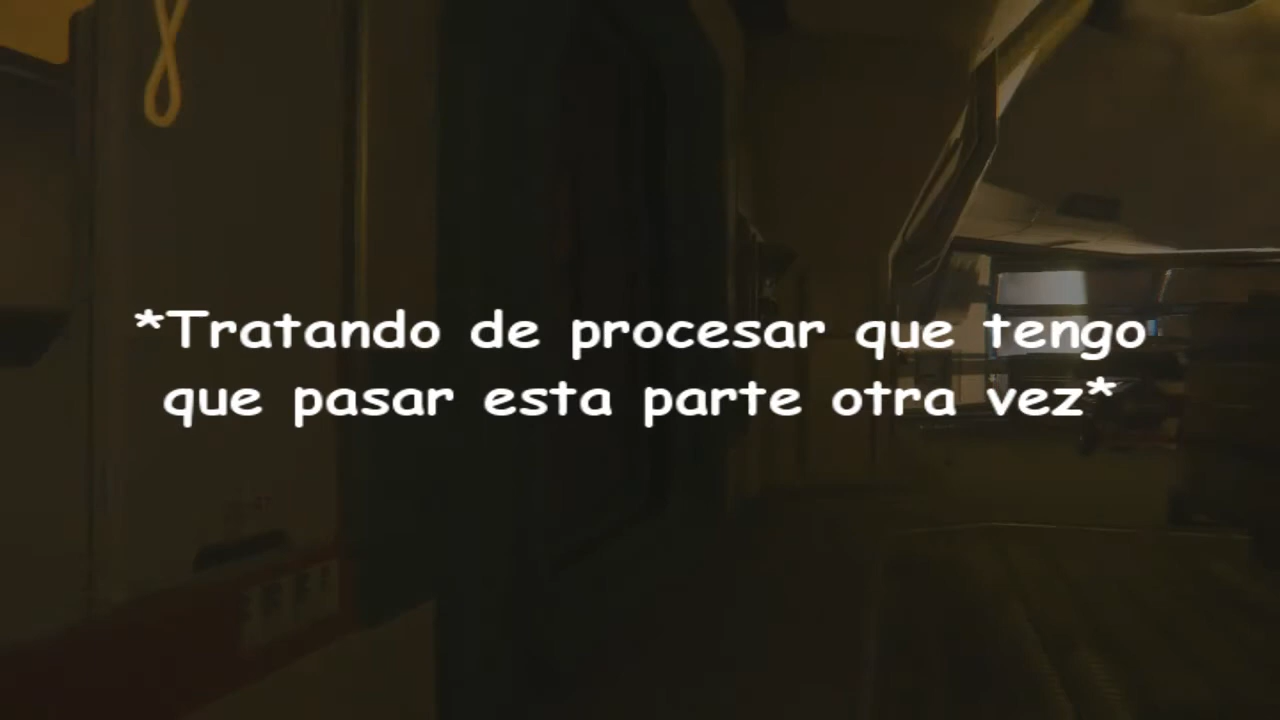 *Tratando de procesar que tengo
que pasar esta parte otra vez*